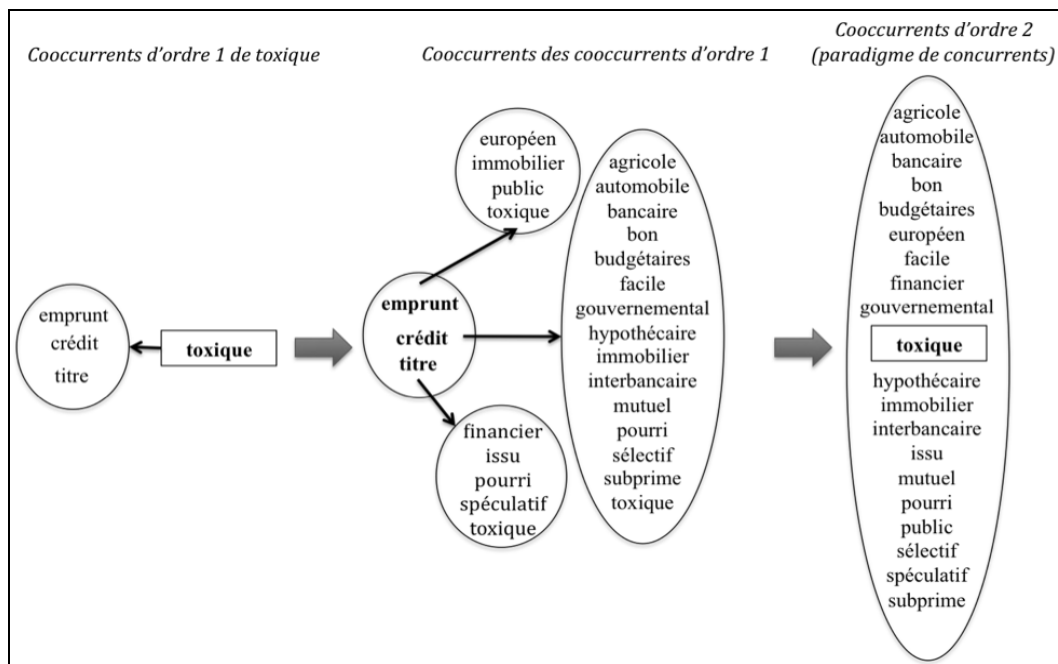 Cooccurrents d'ordre 1 de toxique
Cooccurrents des cooccurrents d'ordre 1
Cooccurrents d'ordre 2
(paradigme de concurrents)
emprunt
crédit
titre
toxique
européen
immobilier
public
toxique
emprunt
crédit
titre
financier
issu
pourri
spéculatif
toxique
agricole
automobile
bancaire
bon
budgétaires
facile
gouvernemental
hypothécaire
immobilier
interbancaire
mutuel
pourri
sélectif
subprime
toxique
agricole
automobile
bancaire
bon
budgétaires
européen
facile
financier
gouvernemental
toxique
hypothécaire
immobilier
interbancaire
issu
mutuel
pourri
public
sélectif
spéculatif
subprime